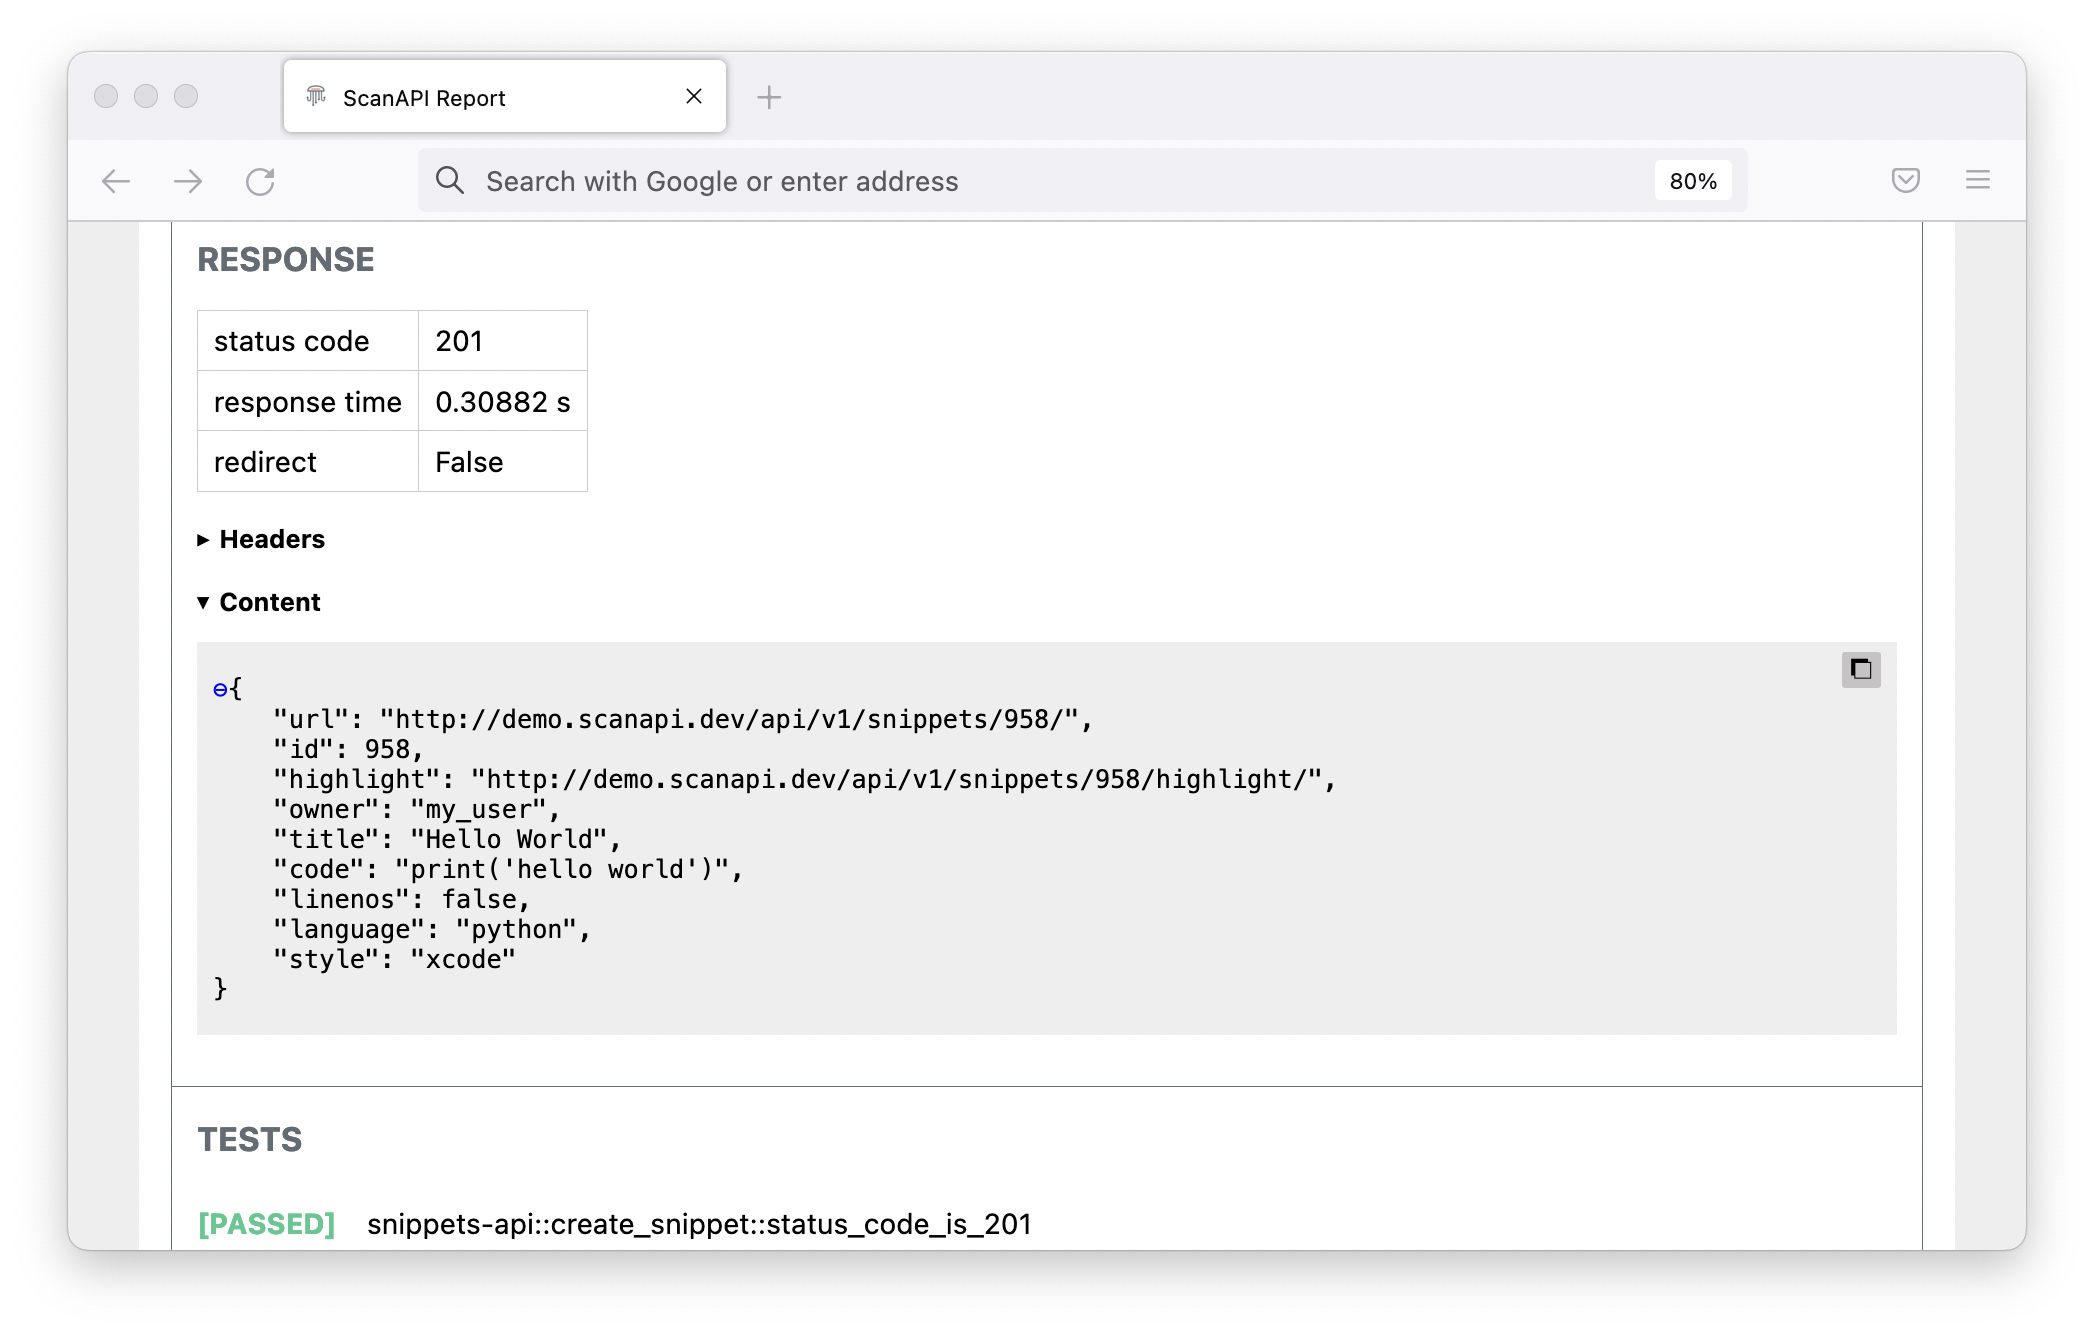 ScanAPI Report
Search with Google or enter address 80%
RESPONSE
status code 201
response time 0.30882 s
redirect False
▸ Headers
▾ Content
⊖{
    "url": "http://demo.scanapi.dev/api/v1/snippets/958/",
    "id": 958,
    "highlight": "http://demo.scanapi.dev/api/v1/snippets/958/highlight/",
    "owner": "my_user",
    "title": "Hello World",
    "code": "print('hello world')",
    "linenos": false,
    "language": "python",
    "style": "xcode"
}
TESTS
[PASSED] snippets-api::create_snippet::status_code_is_201